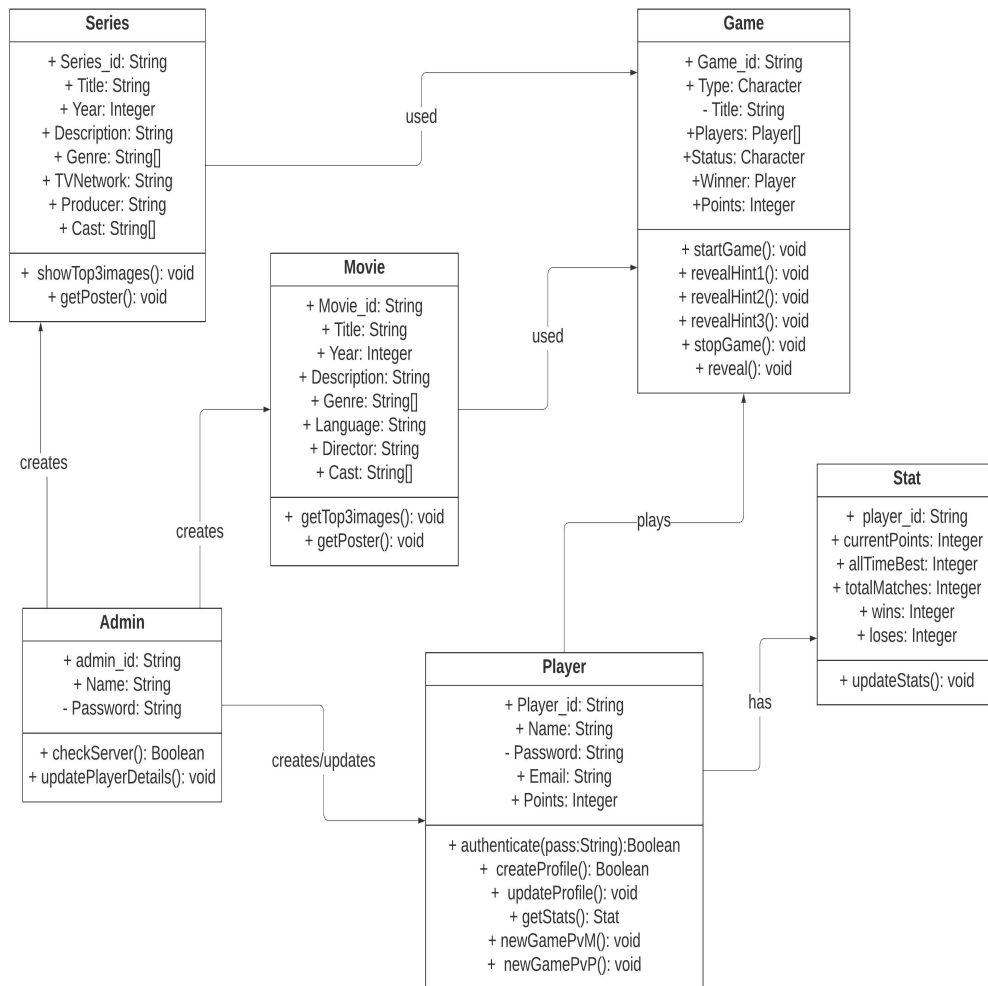 Series
+ Series_id: String
+ Title: String
+ Year: Integer
+ Description: String
+ Genre: String[]
+ TVNetwork: String
+ Producer: String
+ Cast: String[]
+  showTop3images(): void
+ getPoster(): void
Game
+ Game_id: String
+ Type: Character
- Title: String
+Players: Player[]
+Status: Character
+Winner: Player
+Points: Integer
+ startGame(): void
+ revealHint1(): void
+ revealHint2(): void
+ revealHint3(): void
+ stopGame(): void
+ reveal(): void
used
Movie
+ Movie_id: String
+ Title: String
+ Year: Integer
+ Description: String
+ Genre: String[]
+ Language: String
+ Director: String
+ Cast: String[]
+  getTop3images(): void
+ getPoster(): void
used
creates
creates
plays
Stat
+  player_id: String
+ currentPoints: Integer
+ allTimeBest: Integer
+ totalMatches: Integer
+ wins: Integer
+ loses: Integer
+ updateStats(): void
Admin
+ admin_id: String
+ Name: String
- Password: String
+ checkServer(): Boolean
+ updatePlayerDetails(): void
creates/updates
Player
+ Player_id: String
+ Name: String
- Password: String
+ Email: String
+ Points: Integer
+ authenticate(pass:String):Boolean
+  createProfile(): Boolean
+  updateProfile(): void
+ getStats(): Stat
+ newGamePvM(): void
+  newGamePvP(): void
has